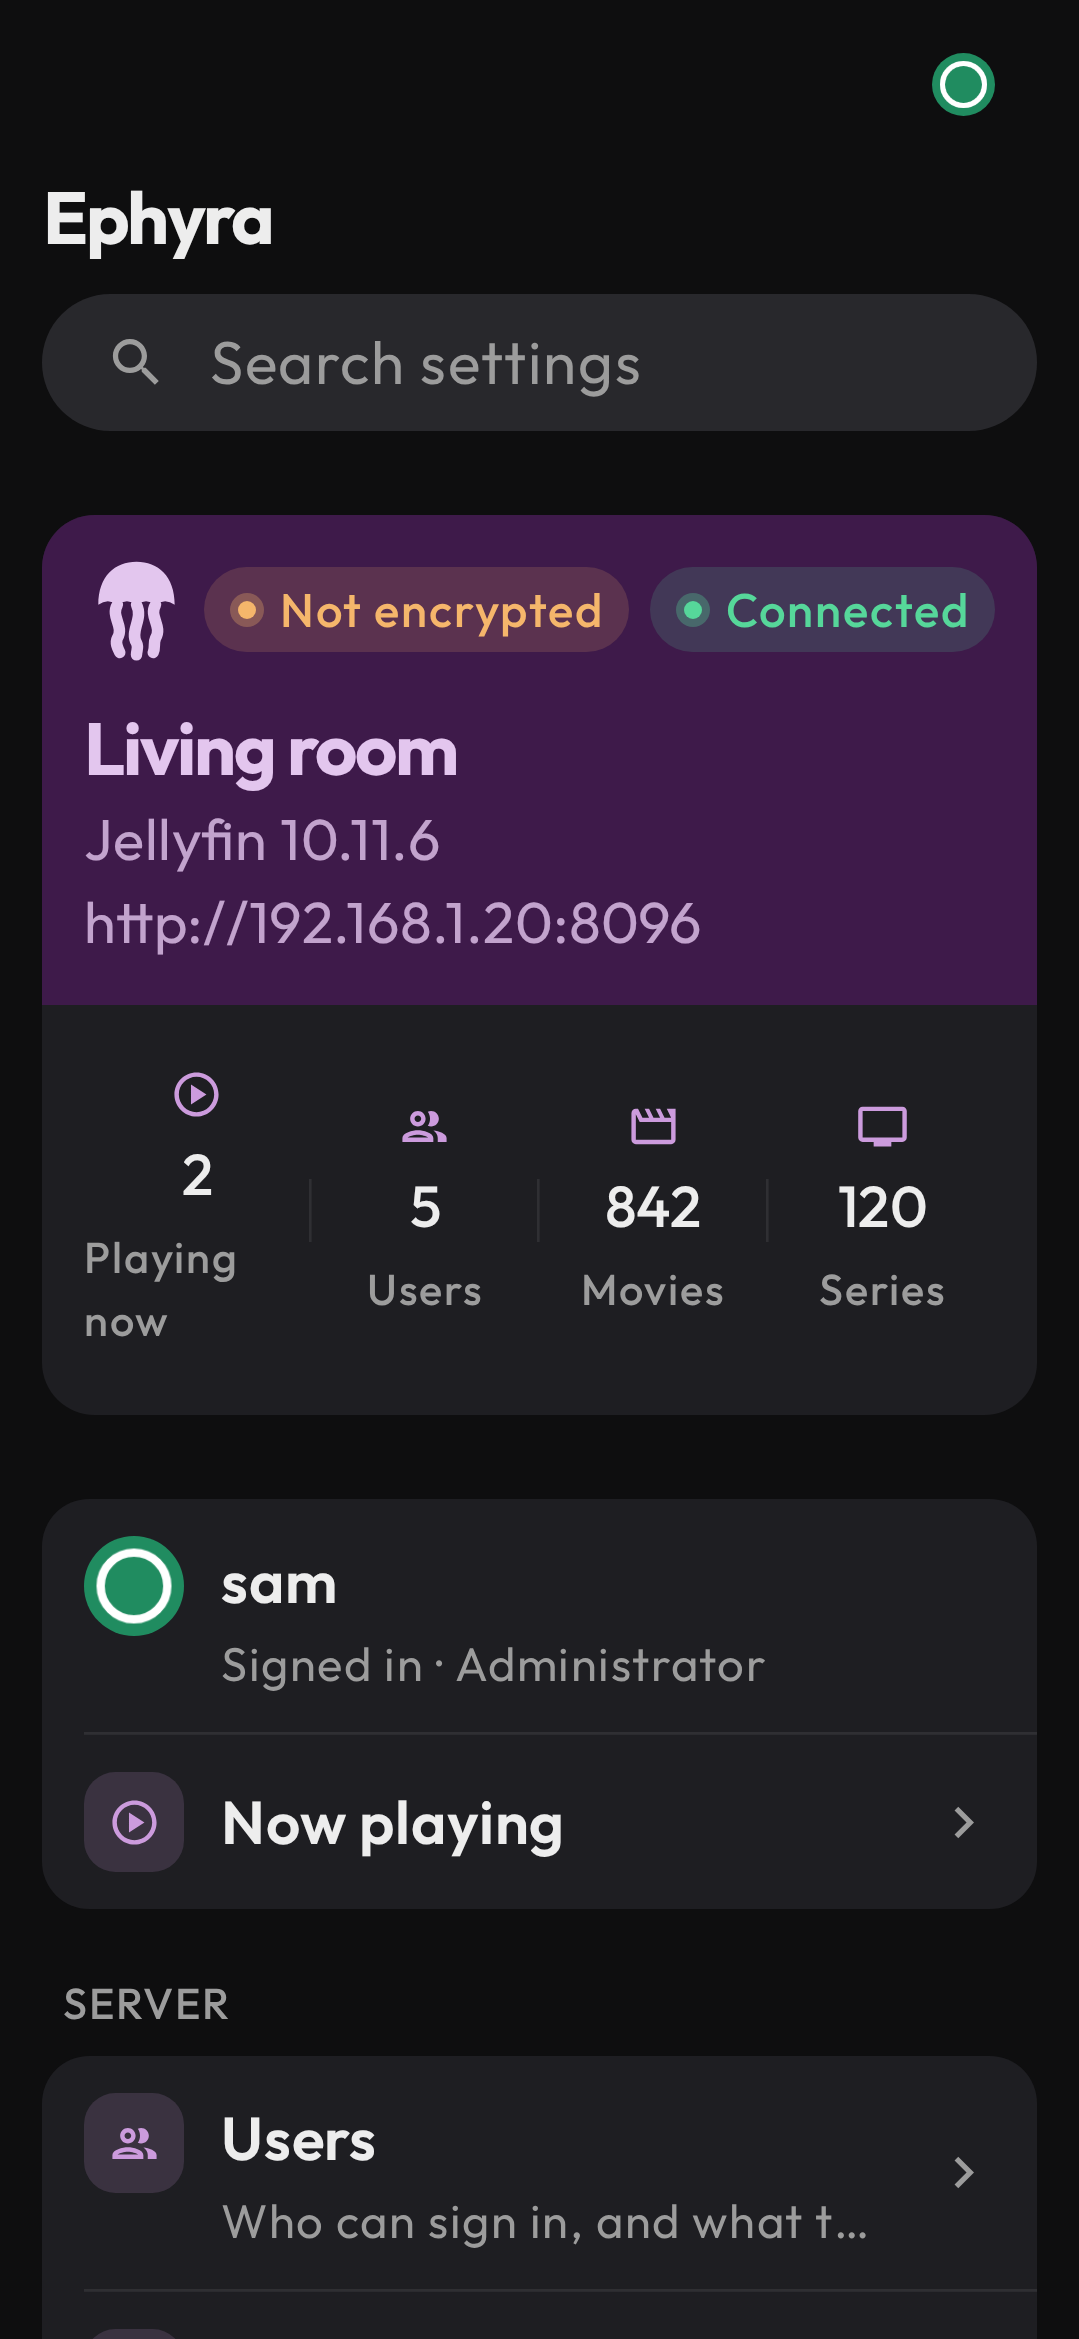 Ephyra
Search settings
Not encrypted
Connected
Living room
Jellyfin 10.11.6
http://192.168.1.20:8096
2
Playing
now
5
Users
842
Movies
120
Series
sam
Signed in · Administrator
Now playing
SERVER
Users
Who can sign in, and what t…